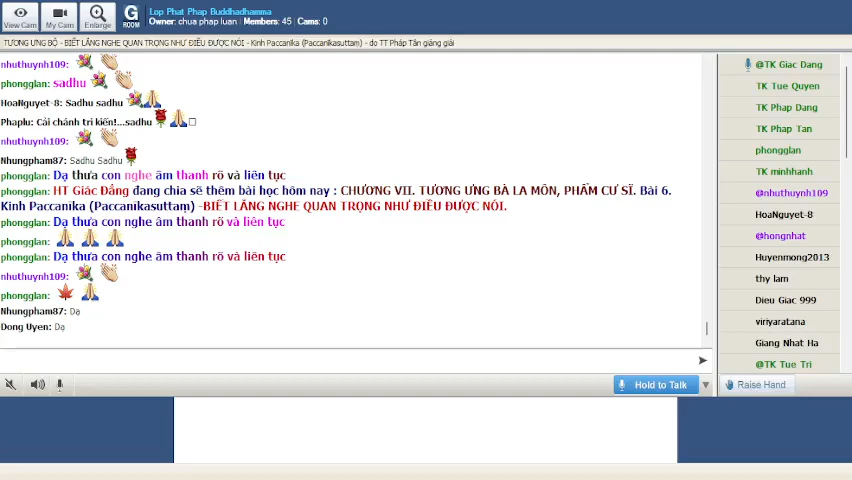 View Cam
My Cam
Enlarge
G ROOM
Lop Phat Phap Buddhadhamma
Owner: chua phap luan | Members: 45 | Cams: 0
TƯƠNG ƯNG BỘ - BIẾT LẮNG NGHE QUAN TRỌNG NHƯ ĐIỀU ĐƯỢC NÓI - Kinh Paccanika (Paccanikasuttam) - do TT Pháp Tân giảng giải
nhuthuynh109:
phongglan: sadhu
HoaNguyet-8: Sadhu sadhu
Phaplu: Cải chánh tri kiến!...sadhu
nhuthuynh109:
Nhungpham87: Sadhu Sadhu
phongglan: Dạ thưa con nghe âm thanh rõ và liên tục
phongglan: HT Giác Đẳng đang chia sẽ thêm bài học hôm nay : CHƯƠNG VII. TƯƠNG ƯNG BÀ LA MÔN, PHẨM CƯ SĨ. Bài 6.
Kinh Paccanika (Paccanikasuttam) -BIẾT LẮNG NGHE QUAN TRỌNG NHƯ ĐIỀU ĐƯỢC NÓI.
phongglan: Dạ thưa con nghe âm thanh rõ và liên tục
phongglan:
phongglan: Dạ thưa con nghe âm thanh rõ và liên tục
nhuthuynh109:
phongglan:
Nhungpham87: Dạ
Dong Uyen: Dạ
Hold to Talk
@TK Giac Dang
TK Tue Quyen
TK Phap Dang
TK Phap Tan
phongglan
TK minhhanh
@nhuthuynh109
HoaNguyet-8
@hongnhat
Huyenmong2013
thy lam
Dieu Giac 999
viriyaratana
Giang Nhat Ha
@TK Tue Tri
Raise Hand